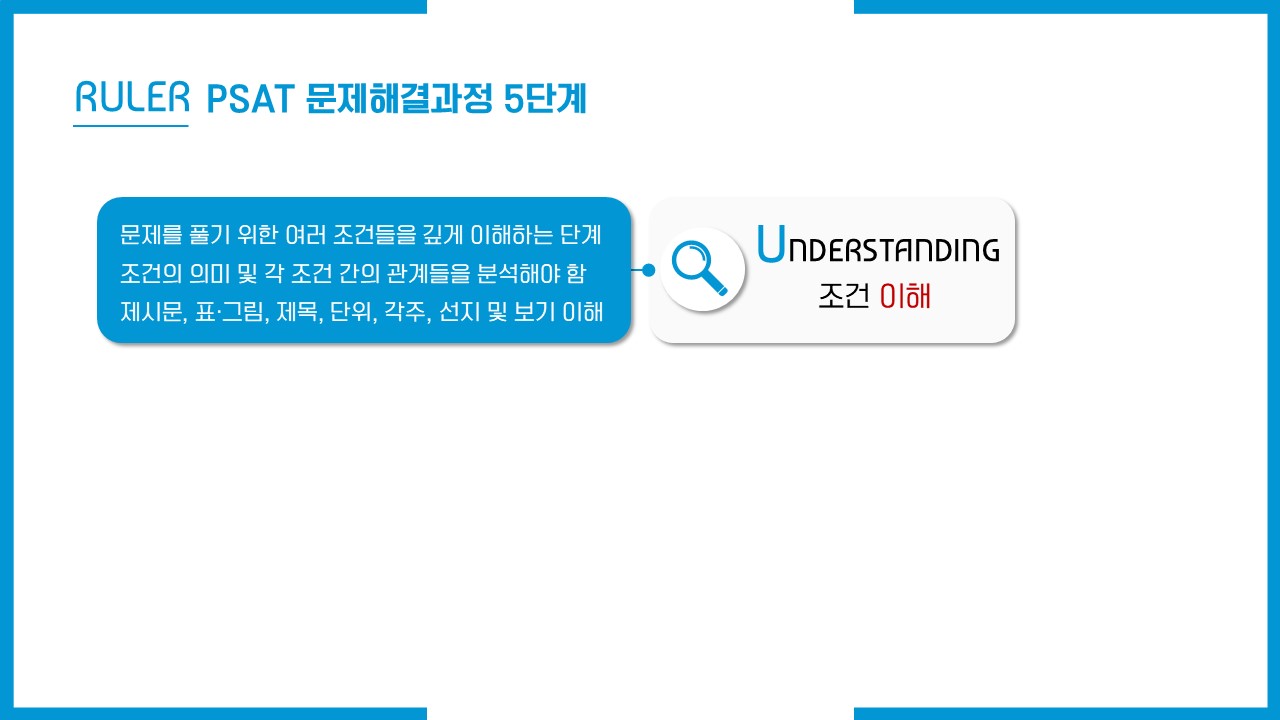 RULER PSAT 문제해결과정 5단계
문제를 풀기 위한 여러 조건들을 깊게 이해하는 단계
조건의 의미 및 각 조건 간의 관계들을 분석해야 함
제시문, 표·그림, 제목, 단위, 각주, 선지 및 보기 이해
UNDERSTANDING
조건 이해